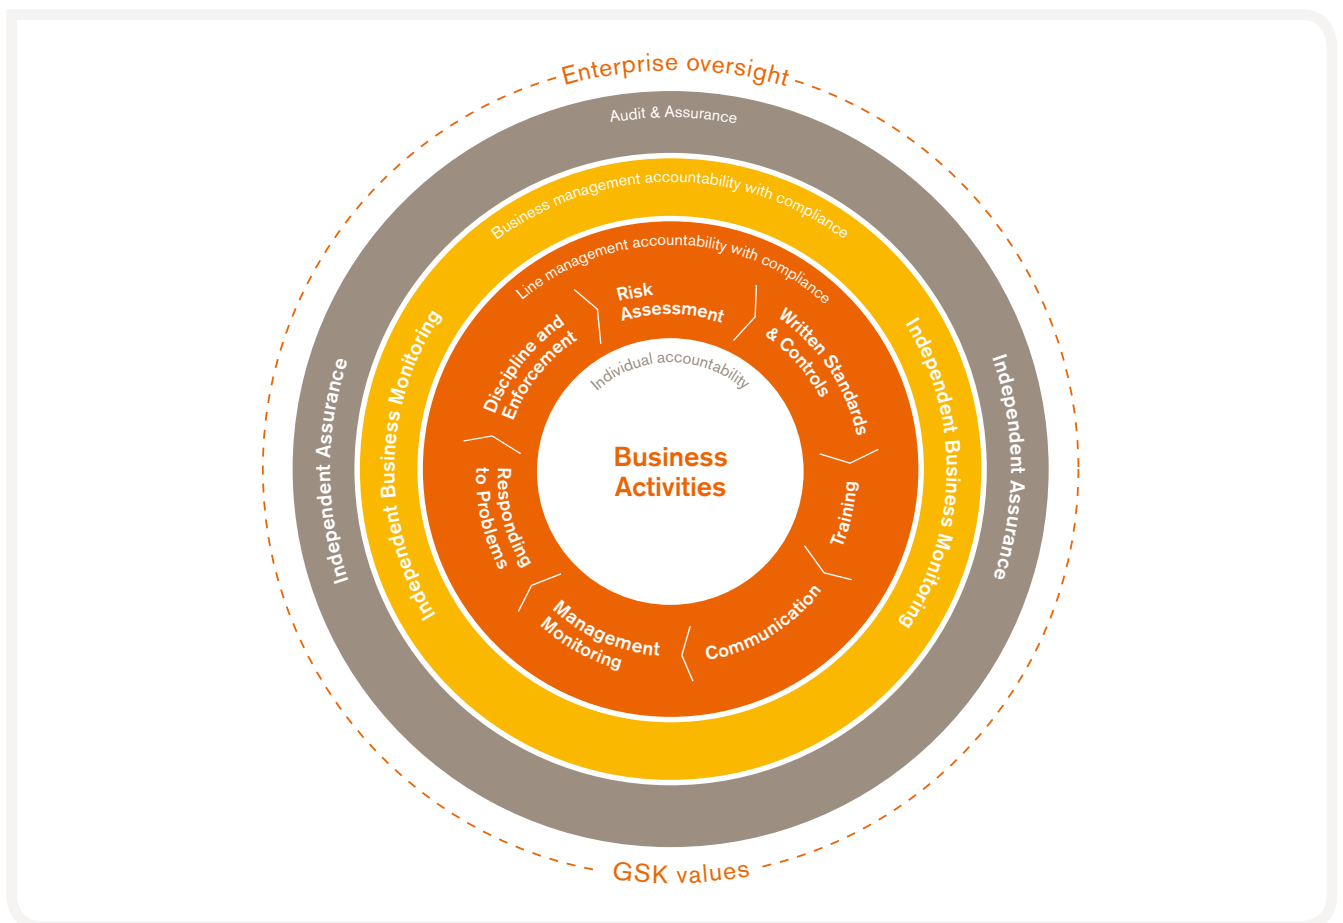 Enterprise oversight
Audit & Assurance
Business management accountability with compliance
Line management accountability with compliance
Risk
Assessment
Written Standards
& Controls
Training
Communication
Management
Monitoring
Responding
to Problems
Discipline and
Enforcement
Individual accountability
Business
Activities
Independent Business Monitoring
Independent Business Monitoring
Independent Assurance
Independent Assurance
GSK values